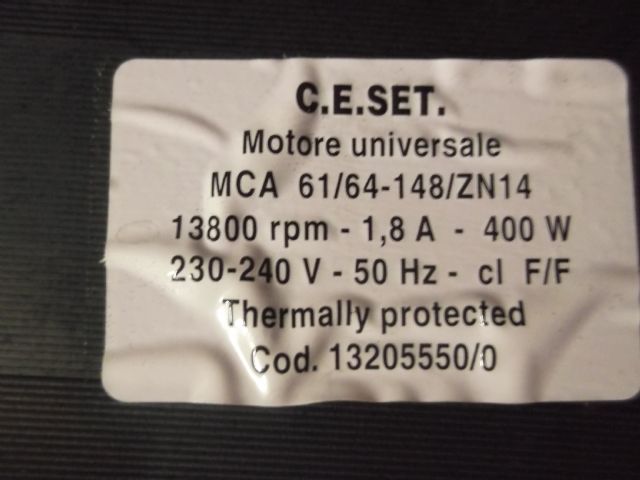 C.E.SET.
Motore universale
MCA 61/64-148/ZN14
13800 rpm - 1,8 A - 400 W
230-240 V - 50 Hz - cl F/F
Thermally protected
Cod. 13205550/0